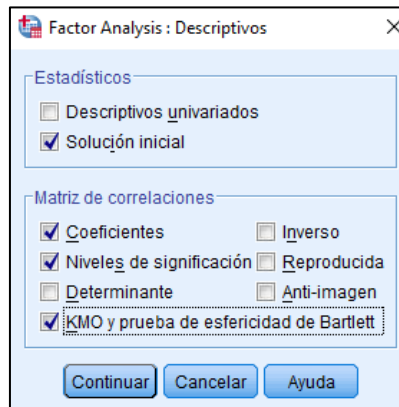 Factor Analysis : Descriptivos
Estadísticos
Descriptivos univariados
Solución inicial
Matriz de correlaciones
Coeficientes Inverso
Niveles de significación Reproducida
Determinante Anti-imagen
KMO y prueba de esfericidad de Bartlett
Continuar Cancelar Ayuda